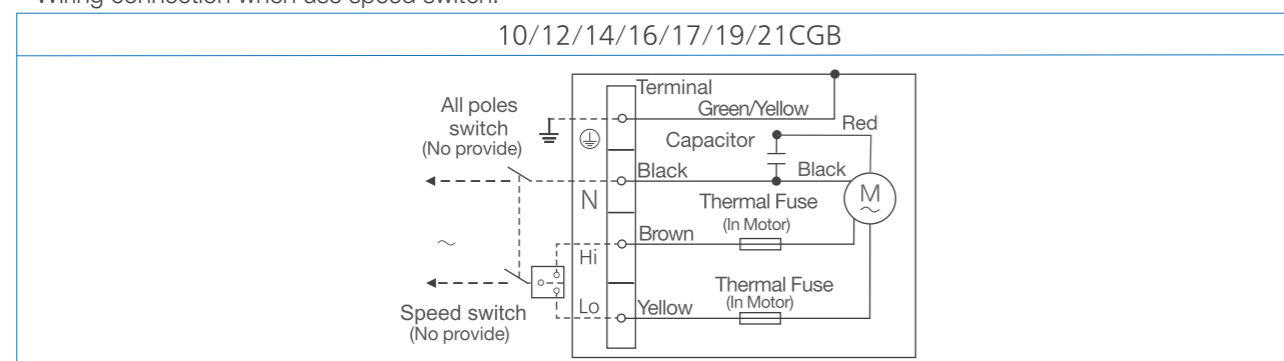 Wiring connection when use speed switch.
10/12/14/16/17/19/21CGB
Terminal
Green/Yellow
All poles
switch
(No provide)
Capacitor
Red
Black
Black
N
Thermal Fuse
(In Motor)
M
Brown
Hi
Thermal Fuse
(In Motor)
Lo
Yellow
Speed switch
(No provide)